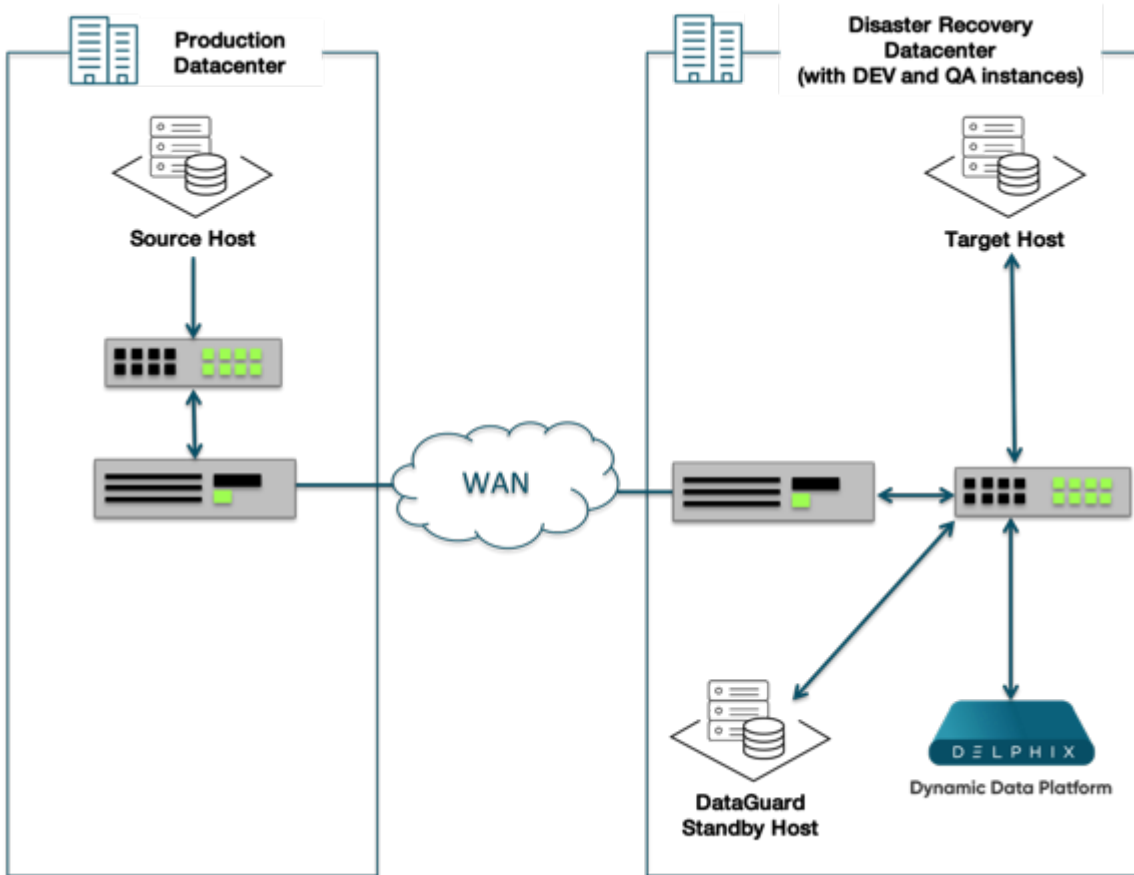 Production
Datacenter
Disaster Recovery
Datacenter
(with DEV and QA instances)
Source Host
Target Host
WAN
DELPHIX
Dynamic Data Platform
DataGuard
Standby Host